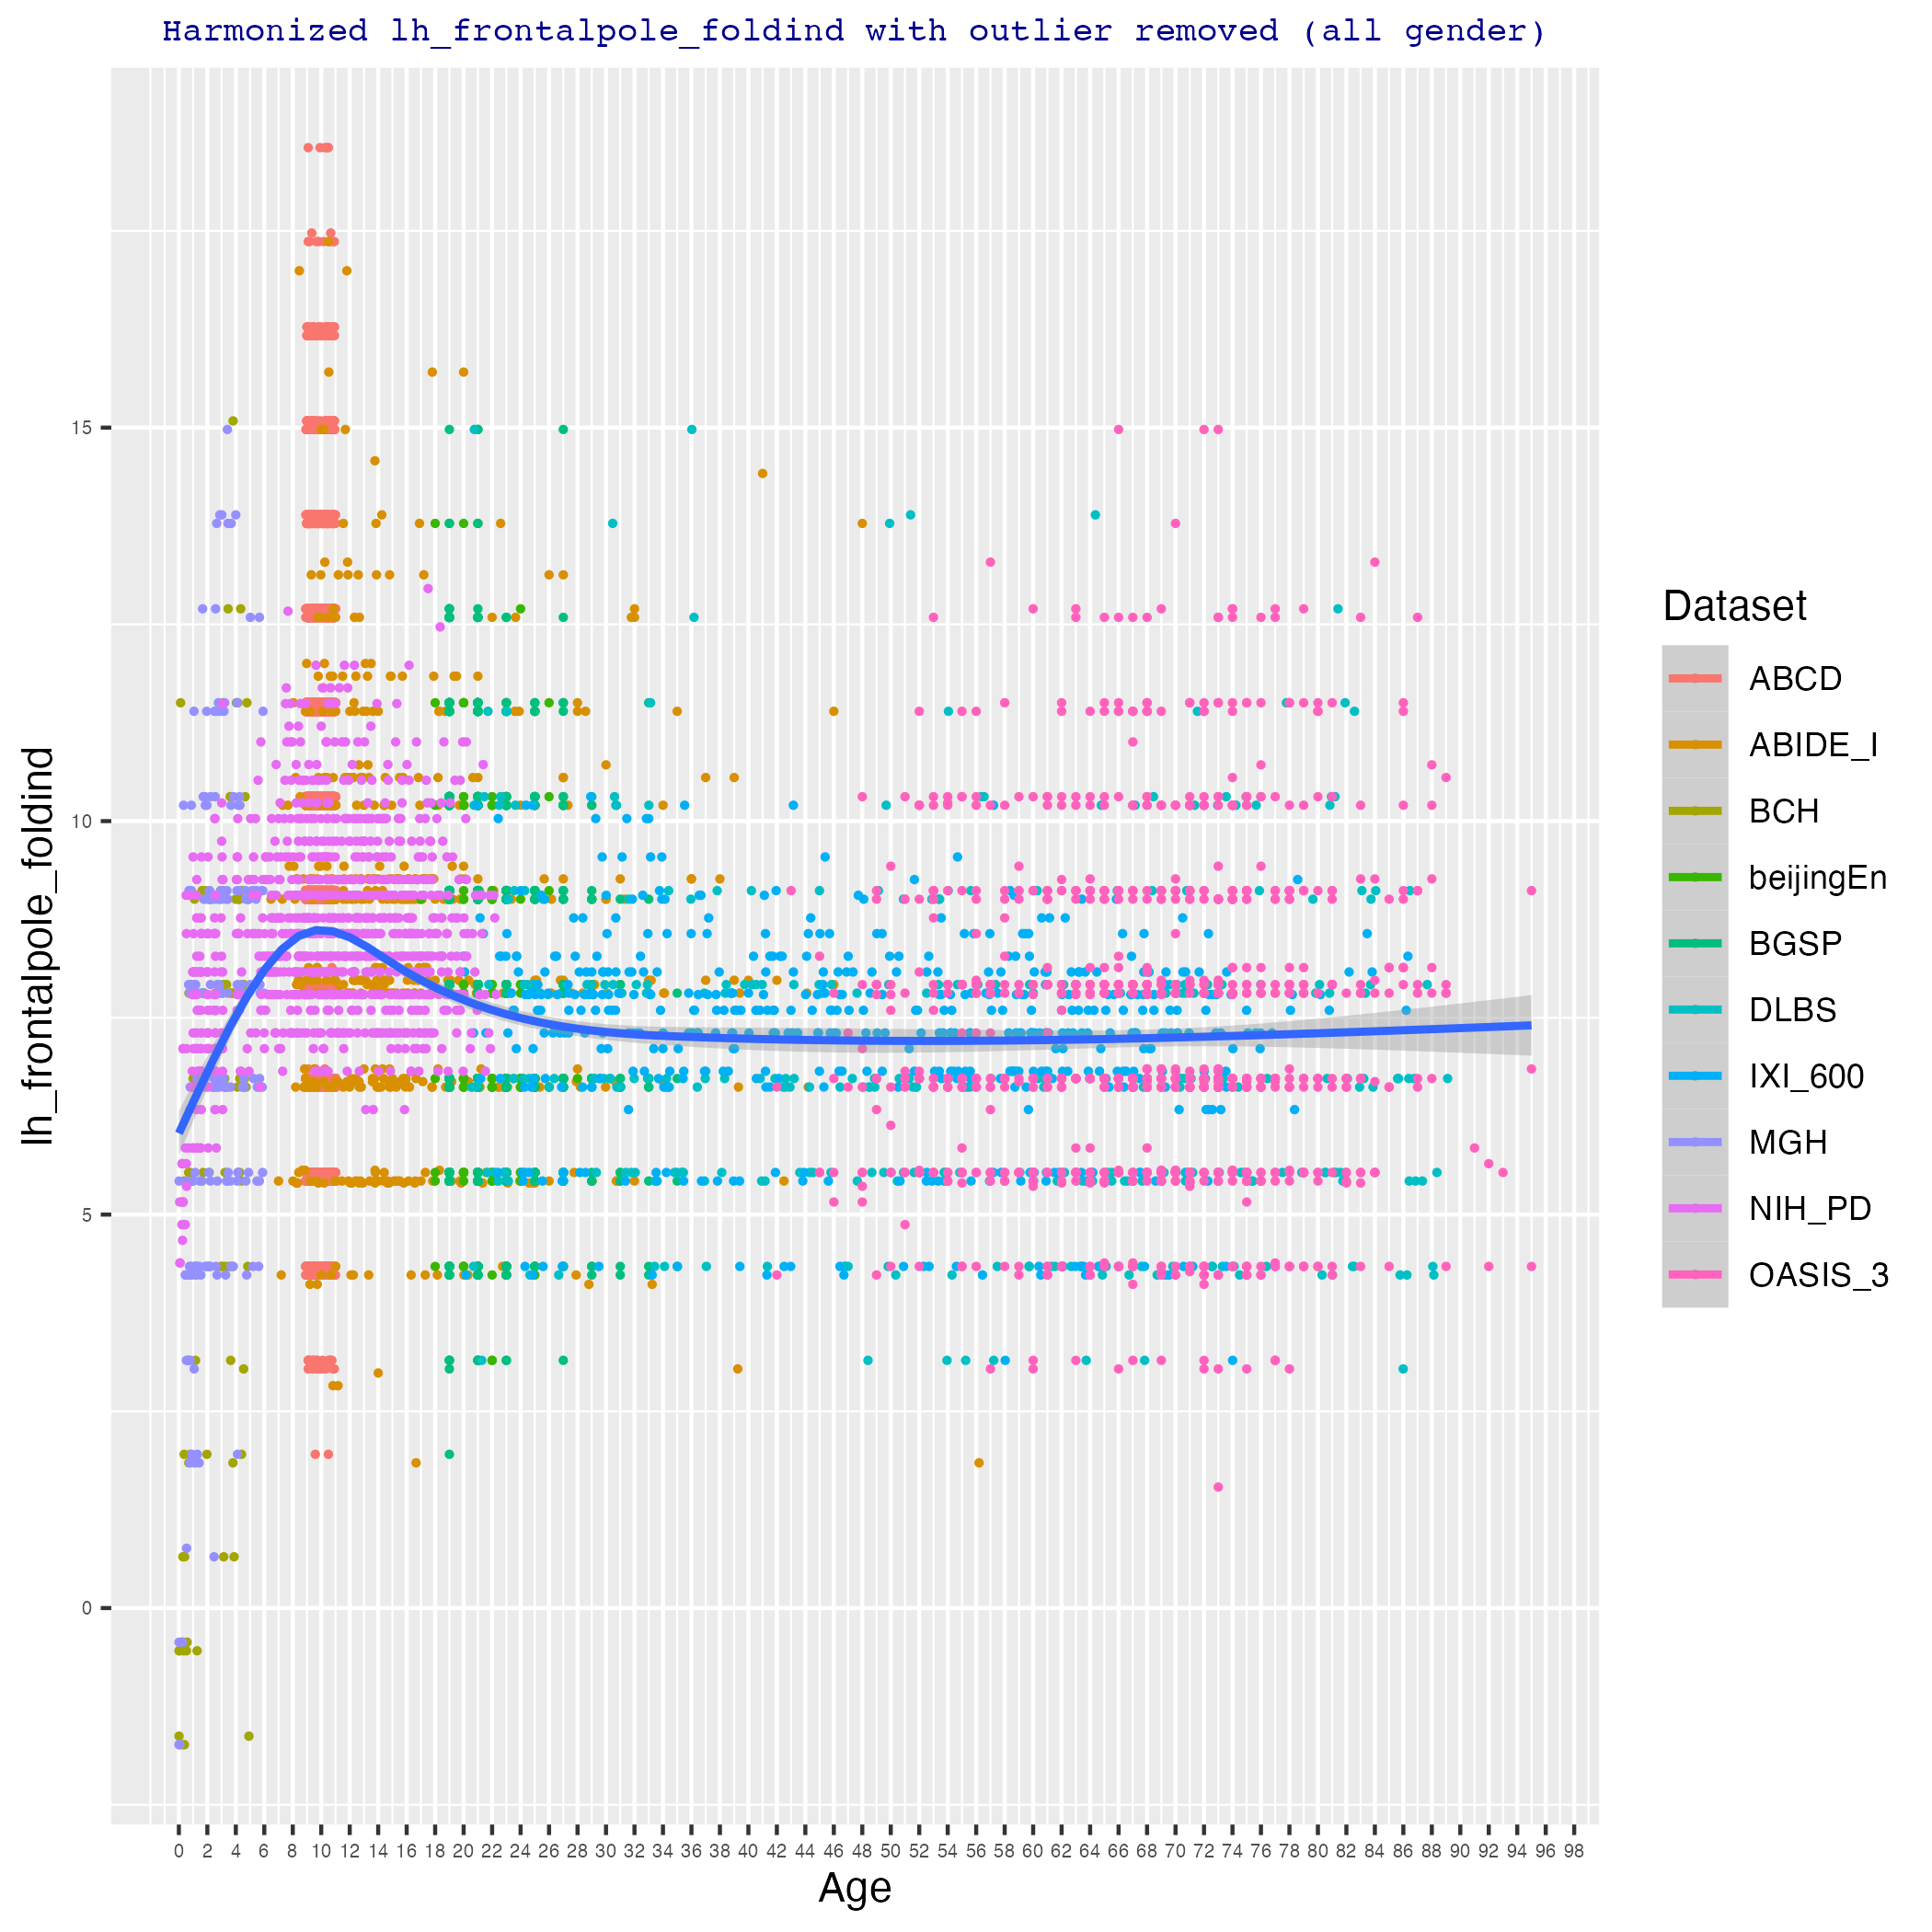 Harmonized lh_frontalpole_foldind with outlier removed (all gender)
lh_frontalpole_foldind
15
10
5
0
0 2 4 6 8 10 12 14 16 18 20 22 24 26 28 30 32 34 36 38 40 42 44 46 48 50 52 54 56 58 60 62 64 66 68 70 72 74 76 78 80 82 84 86 88 90 92 94 96 98
Age
Dataset
ABCD
ABIDE_I
BCH
beijingEn
BGSP
DLBS
IXI_600
MGH
NIH_PD
OASIS_3